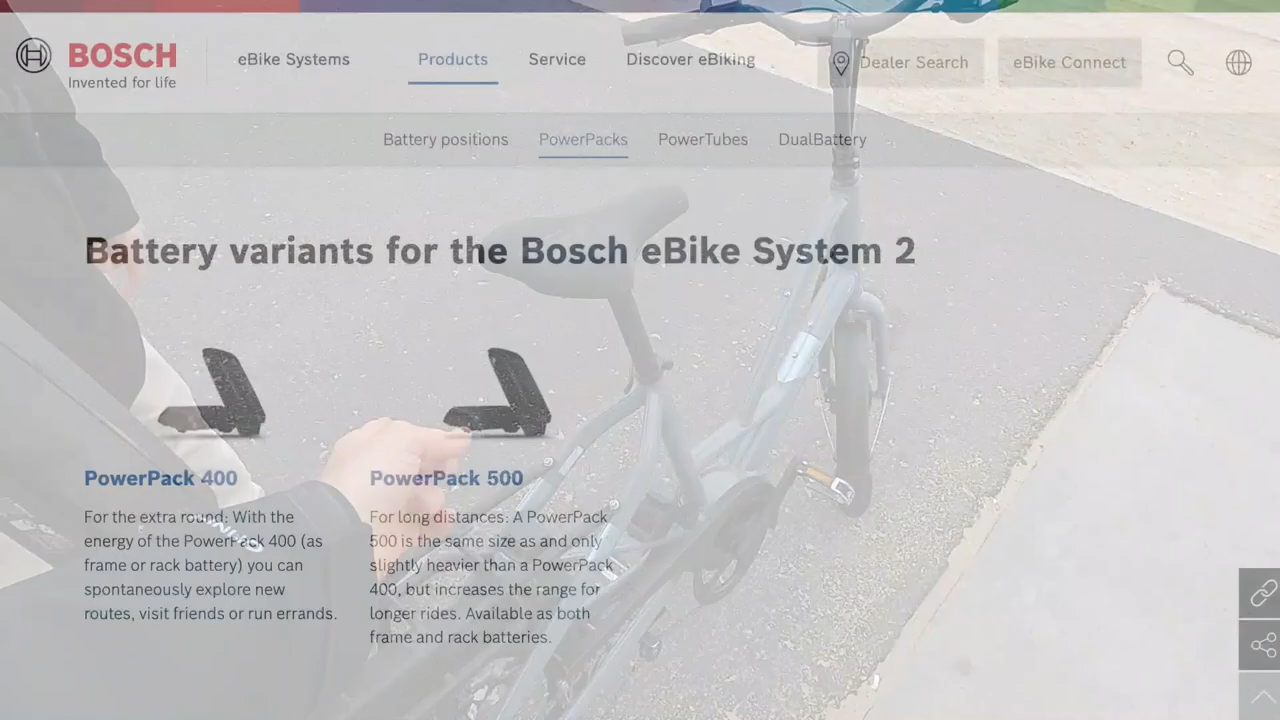 BOSCH
Invented for life
eBike Systems
Products
Service
Discover eBiking
Dealer Search
eBike Connect
Battery positions
PowerPacks
PowerTubes
DualBattery
Battery variants for the Bosch eBike System 2
PowerPack 400
For the extra round: With the
energy of the PowerPack 400 (as
frame or rack battery) you can
spontaneously explore new
routes, visit friends or run errands.
PowerPack 500
For long distances: A PowerPack
500 is the same size as and only
slightly heavier than a PowerPack
400, but increases the range for
longer rides. Available as both
frame and rack batteries.